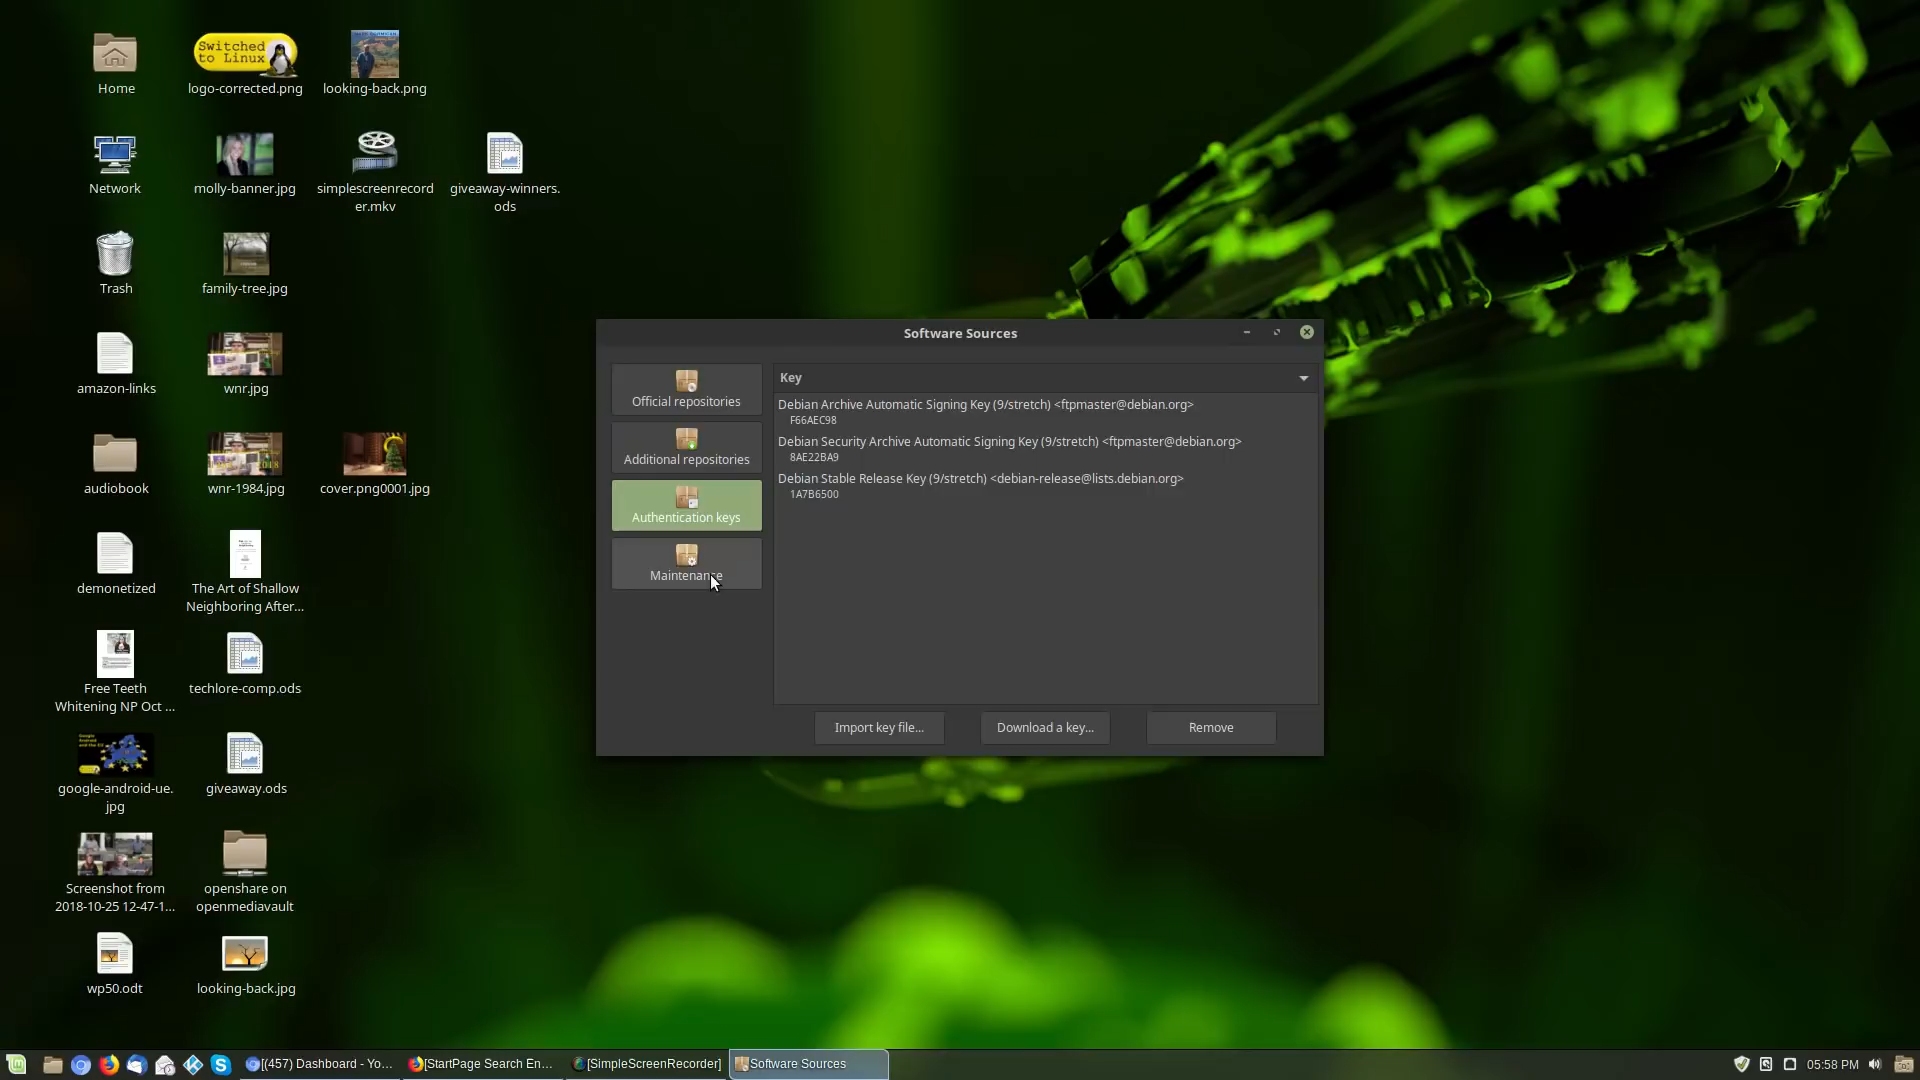 Switched
to Linux
Home
logo-corrected.png
looking-back.png
Network
molly-banner.jpg
simplescreenrecord
er.mkv
giveaway-winners.
ods
Trash
family-tree.jpg
amazon-links
wnr.jpg
audiobook
wnr-1984.jpg
cover.png0001.jpg
demonetized
The Art of Shallow
Neighboring After...
Free Teeth
Whitening NP Oct ...
techlore-comp.ods
google-android-ue.
jpg
giveaway.ods
Screenshot from
2018-10-25 12-47-1...
openshare on
openmediavault
wp50.odt
looking-back.jpg
Software Sources
Official repositories
Additional repositories
Authentication keys
Maintenance
Key
Debian Archive Automatic Signing Key (9/stretch) <ftpmaster@debian.org>
F66AEC98
Debian Security Archive Automatic Signing Key (9/stretch) <ftpmaster@debian.org>
8AE22BA9
Debian Stable Release Key (9/stretch) <debian-release@lists.debian.org>
1A7B6500
Import key file...
Download a key...
Remove
[(457) Dashboard - Yo...
[StartPage Search En...
[SimpleScreenRecorder]
Software Sources
05:58 PM